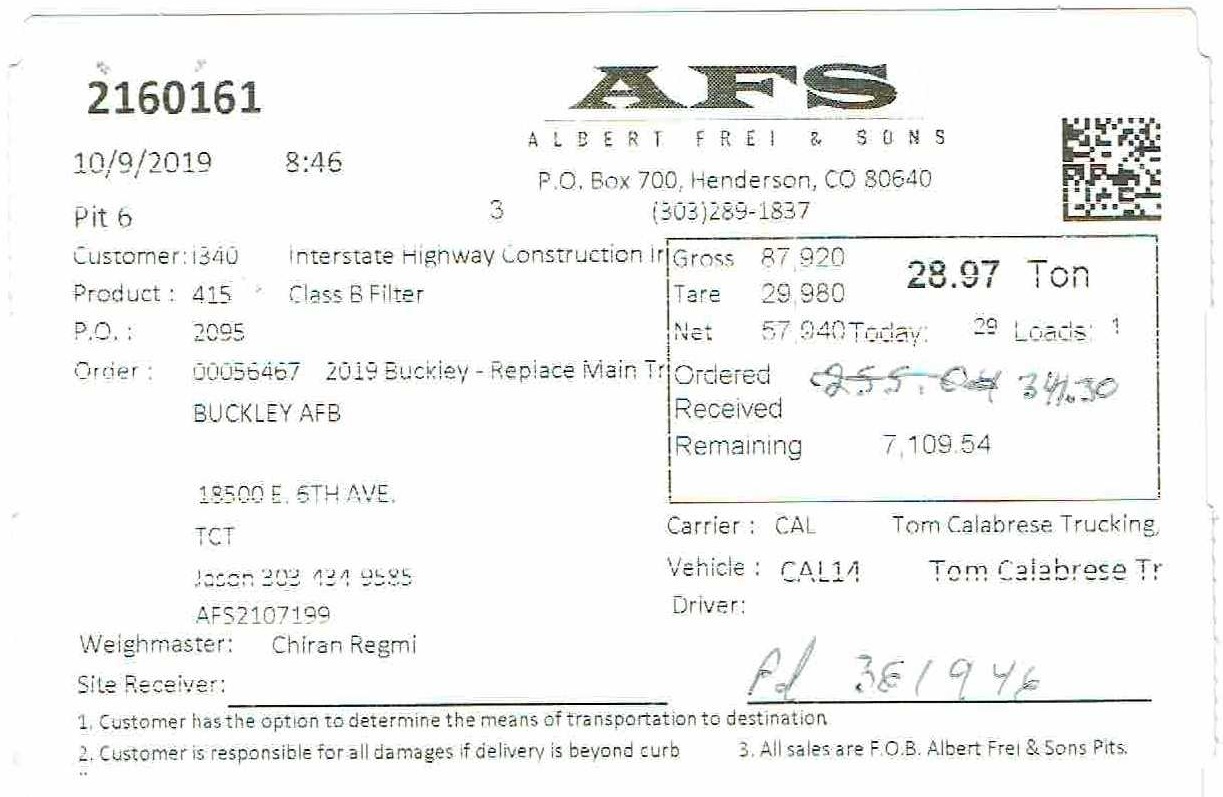 2160161
AFS
ALBERT FREI & SONS
10/9/2019 8:46
P.O. Box 700, Henderson, CO 80640
Pit 6 3 (303)289-1837
Customer: I340 Interstate Highway Construction Ir
Product : 415 Class B Filter
P.O. : 2095
Order : 00056467 2019 Buckley - Replace Main Tr
BUCKLEY AFB
18500 E. 6TH AVE.
TCT
Jason 303 434 9585
AFS2107199
Weighmaster: Chiran Regmi
Site Receiver:
Gross 87,920 28.97 Ton
Tare 29,980
Net 57,940 Today: 29 Loads: 1
Ordered 255.04 341.30
Received
Remaining 7,109.54
Carrier : CAL Tom Calabrese Trucking,
Vehicle : CAL14 Tom Calabrese Tr
Driver:
1. Customer has the option to determine the means of transportation to destination
2. Customer is responsible for all damages if delivery is beyond curb 3. All sales are F.O.B. Albert Frei & Sons Pits.